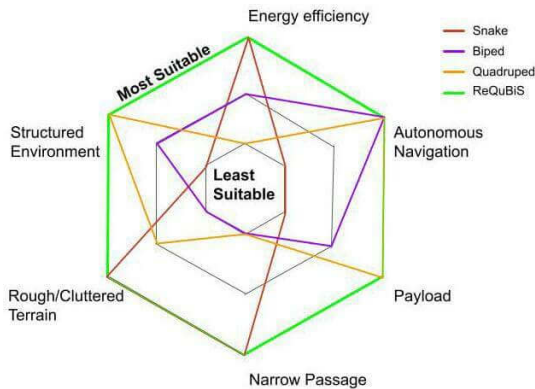 Energy efficiency
Snake
Biped
Quadruped
ReQuBiS
Most Suitable
Structured
Environment
Autonomous
Navigation
Least
Suitable
Rough/Cluttered
Terrain
Payload
Narrow Passage